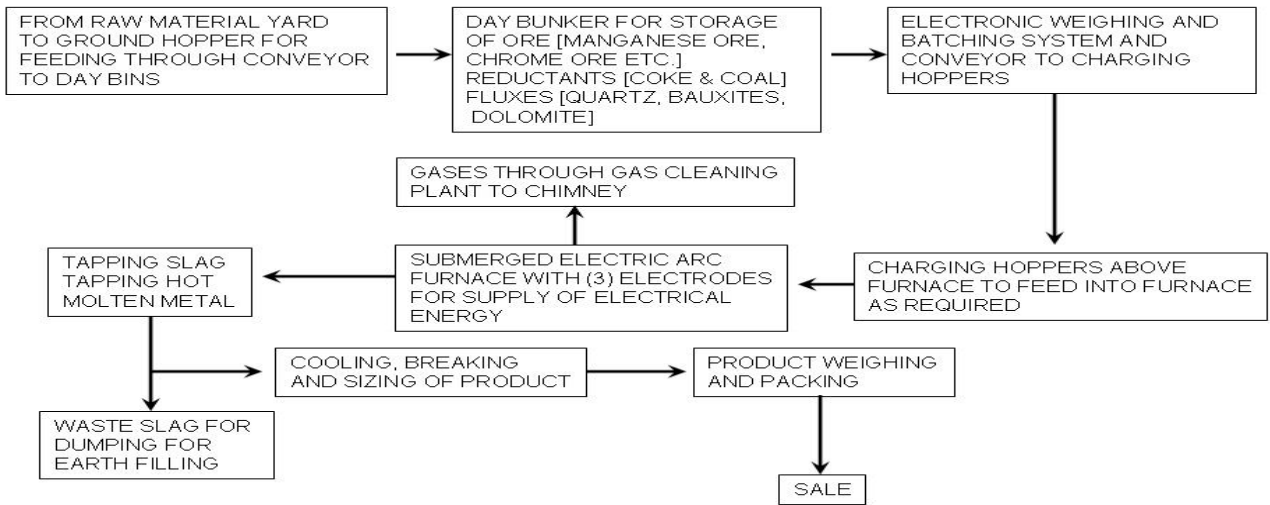 FROM RAW MATERIAL YARD
TO GROUND HOPPER FOR
FEEDING THROUGH CONVEYOR
TO DAY BINS
DAY BUNKER FOR STORAGE
OF ORE [MANGANESE ORE,
CHROME ORE ETC.]
REDUCTANTS [COKE & COAL]
FLUXES [QUARTZ, BAUXITES,
DOLOMITE]
ELECTRONIC WEIGHING AND
BATCHING SYSTEM AND
CONVEYOR TO CHARGING
HOPPERS
CHARGING HOPPERS ABOVE
FURNACE TO FEED INTO FURNACE
AS REQUIRED
SUBMERGED ELECTRIC ARC
FURNACE WITH (3) ELECTRODES
FOR SUPPLY OF ELECTRICAL
ENERGY
GASES THROUGH GAS CLEANING
PLANT TO CHIMNEY
TAPPING SLAG
TAPPING HOT
MOLTEN METAL
COOLING, BREAKING
AND SIZING OF PRODUCT
PRODUCT WEIGHING
AND PACKING
WASTE SLAG FOR
DUMPING FOR
EARTH FILLING
SALE